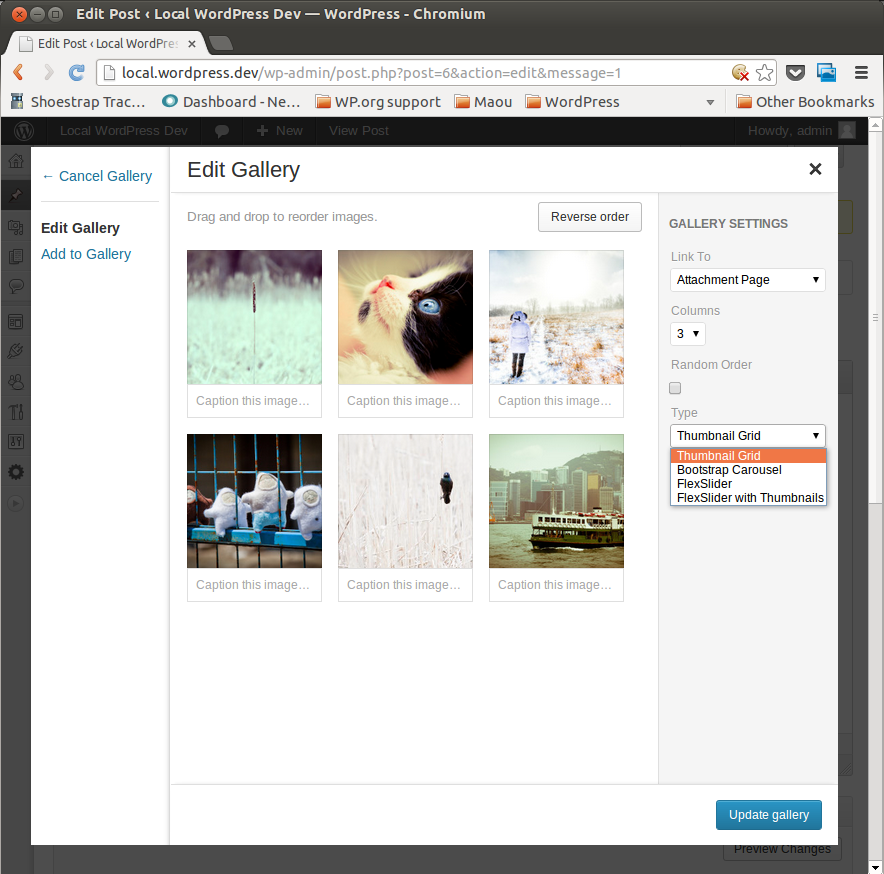 Edit Post ‹ Local WordPress Dev — WordPress - Chromium
Edit Post ‹ Local WordPres
local.wordpress.dev/wp-admin/post.php?post=6&action=edit&message=1
Shoestrap Trac… Dashboard - Ne… WP.org support Maou WordPress Other Bookmarks
Local WordPress Dev New View Post Howdy, admin
← Cancel Gallery
Edit Gallery
Add to Gallery
Edit Gallery
Drag and drop to reorder images.
Reverse order
Caption this image… Caption this image… Caption this image…
Caption this image… Caption this image… Caption this image…
GALLERY SETTINGS
Link To
Attachment Page
Columns
3
Random Order
Type
Thumbnail Grid
Thumbnail Grid
Bootstrap Carousel
FlexSlider
FlexSlider with Thumbnails
Update gallery
Preview Changes